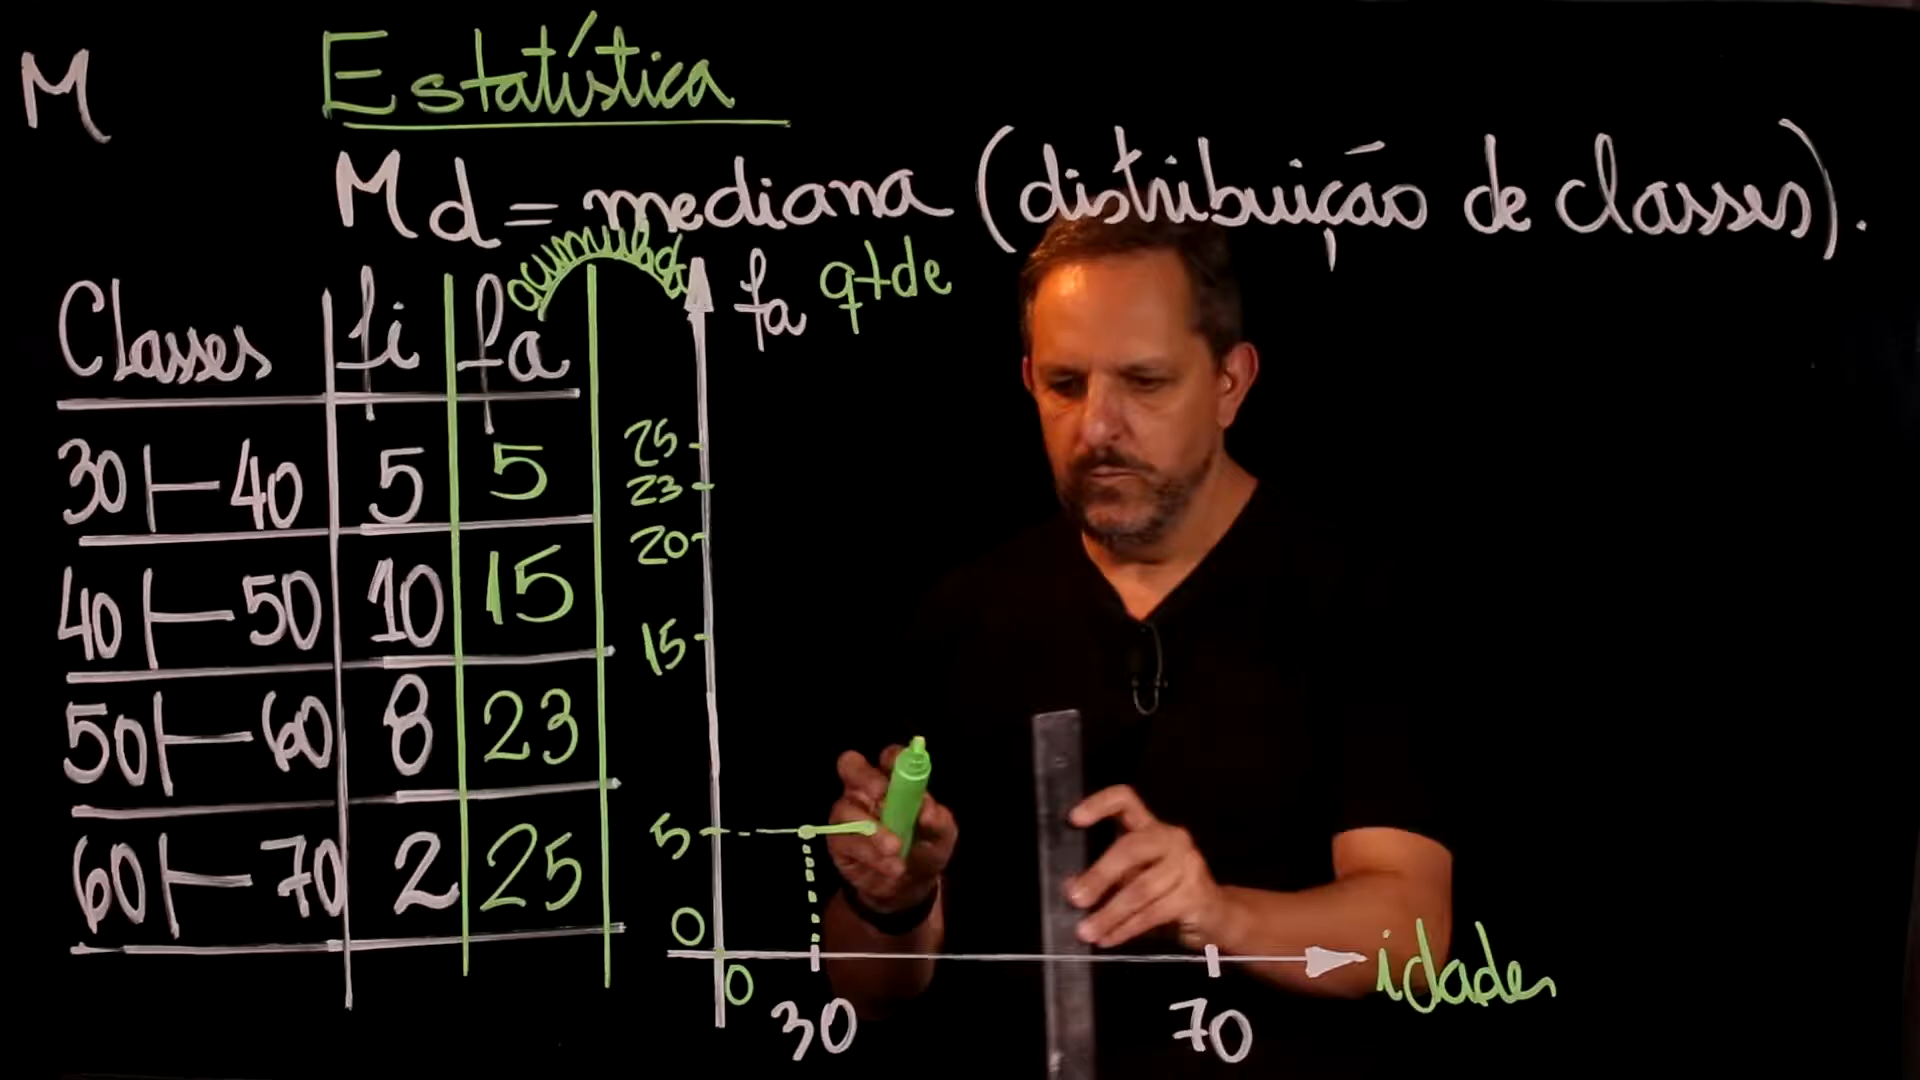 M
Estatística
Md = mediana (distribuição de classes).
Classes fi fa acumulada
30 ⊢ 40 5 5
40 ⊢ 50 10 15
50 ⊢ 60 8 23
60 ⊢ 70 2 25
fa qtde
25
23
20
15
5
0
0 30 70 idades